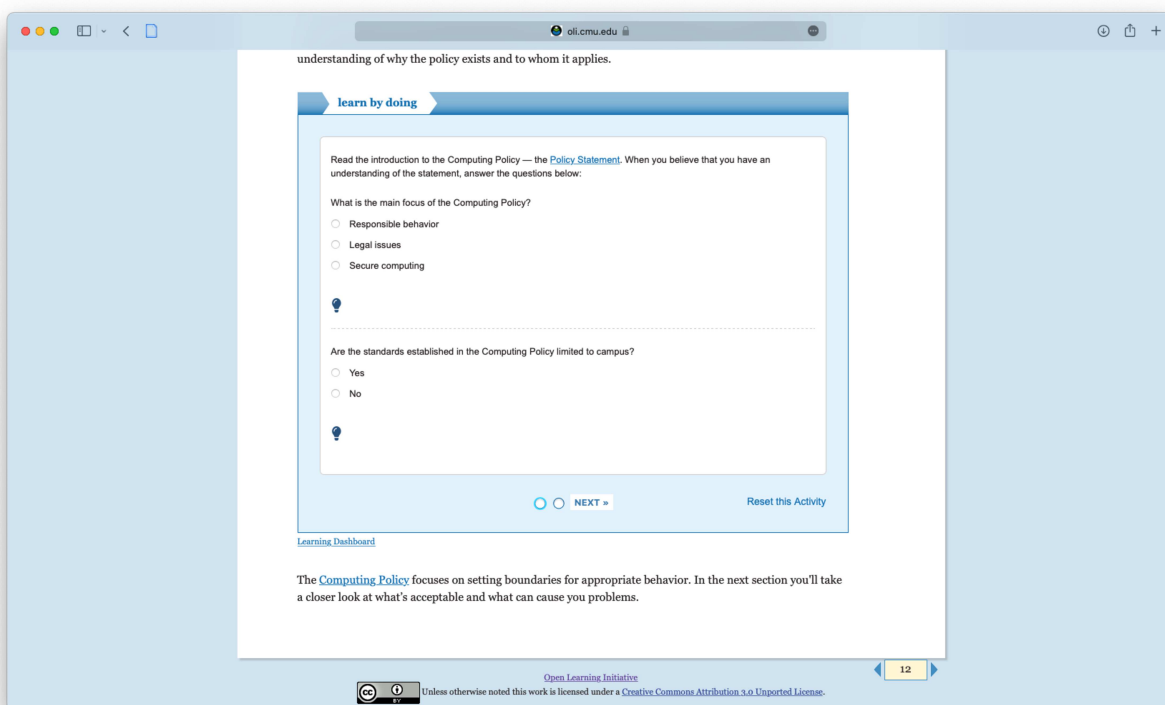 oli.cmu.edu
understanding of why the policy exists and to whom it applies.
learn by doing
Read the introduction to the Computing Policy — the Policy Statement. When you believe that you have an
understanding of the statement, answer the questions below:
What is the main focus of the Computing Policy?
Responsible behavior
Legal issues
Secure computing
Are the standards established in the Computing Policy limited to campus?
Yes
No
NEXT »
Reset this Activity
Learning Dashboard
The Computing Policy focuses on setting boundaries for appropriate behavior. In the next section you'll take
a closer look at what's acceptable and what can cause you problems.
12
Open Learning Initiative
cc BY Unless otherwise noted this work is licensed under a Creative Commons Attribution 3.0 Unported License.